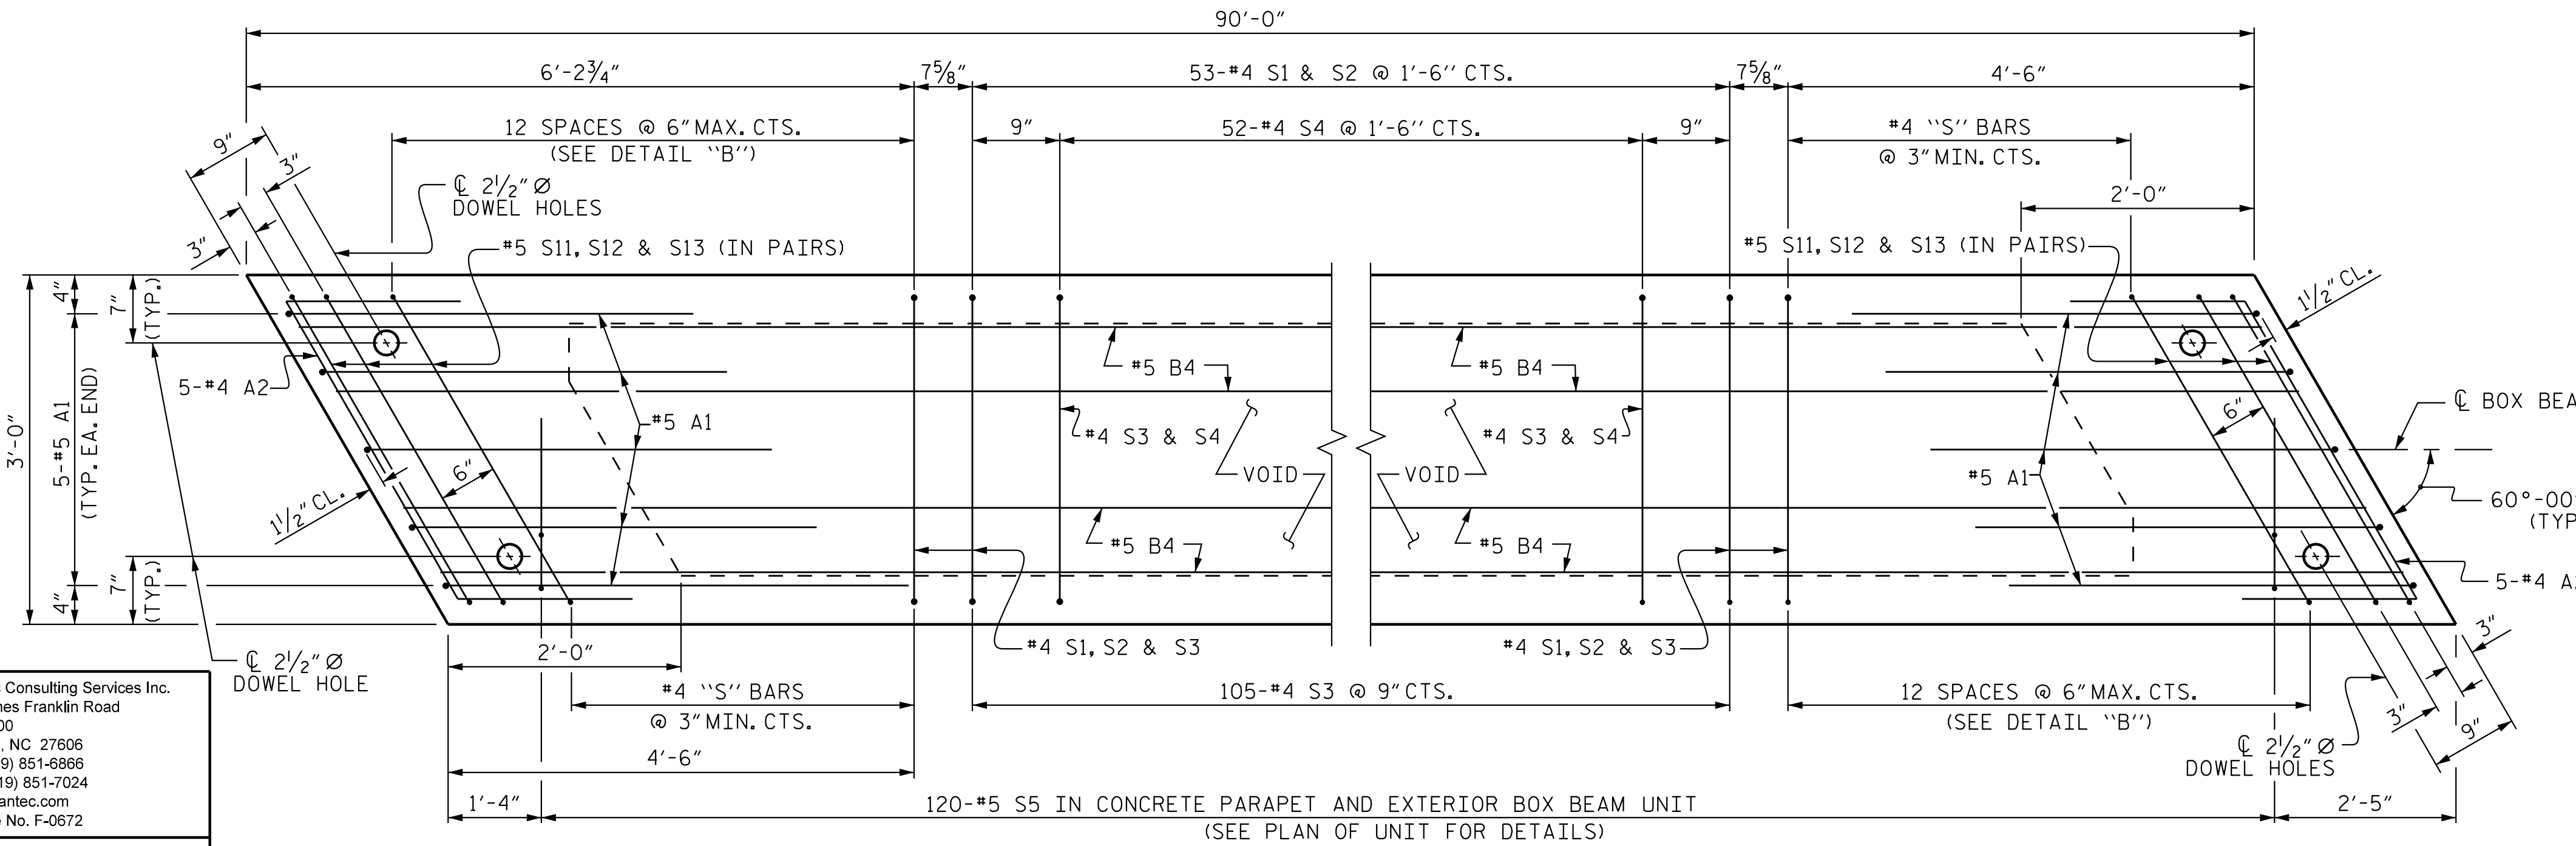 90'-0"
6'-2¾"
7⅝"
53-#4 S1 & S2 @ 1'-6" CTS.
7⅝"
4'-6"
12 SPACES @ 6" MAX. CTS.
(SEE DETAIL "B")
9"
52-#4 S4 @ 1'-6" CTS.
9"
#4 "S" BARS
@ 3" MIN. CTS.
9"
3"
3"
℄ 2½" Ø
DOWEL HOLES
2'-0"
#5 S11, S12 & S13 (IN PAIRS)
#5 S11, S12 & S13 (IN PAIRS)
1½" CL.
4"
7"
(TYP.)
5-#4 A2
#5 B4
#5 B4
3'-0"
5-#5 A1
(TYP. EA. END)
#5 A1
#4 S3 & S4
#4 S3 & S4
6"
℄ BOX BEA
6"
VOID
VOID
#5 A1
1½" CL.
60°-00'
(TYP
#5 B4
#5 B4
7"
(TYP.)
4"
5-#4 A
℄ 2½" Ø
DOWEL HOLE
2'-0"
#4 S1, S2 & S3
#4 S1, S2 & S3
3"
#4 "S" BARS
@ 3" MIN. CTS.
105-#4 S3 @ 9" CTS.
12 SPACES @ 6" MAX. CTS.
(SEE DETAIL "B")
3"
9"
℄ 2½" Ø
DOWEL HOLES
4'-6"
1'-4"
120-#5 S5 IN CONCRETE PARAPET AND EXTERIOR BOX BEAM UNIT
(SEE PLAN OF UNIT FOR DETAILS)
2'-5"
Consulting Services Inc.
nes Franklin Road
00
, NC 27606
9) 851-6866
19) 851-7024
antec.com
e No. F-0672